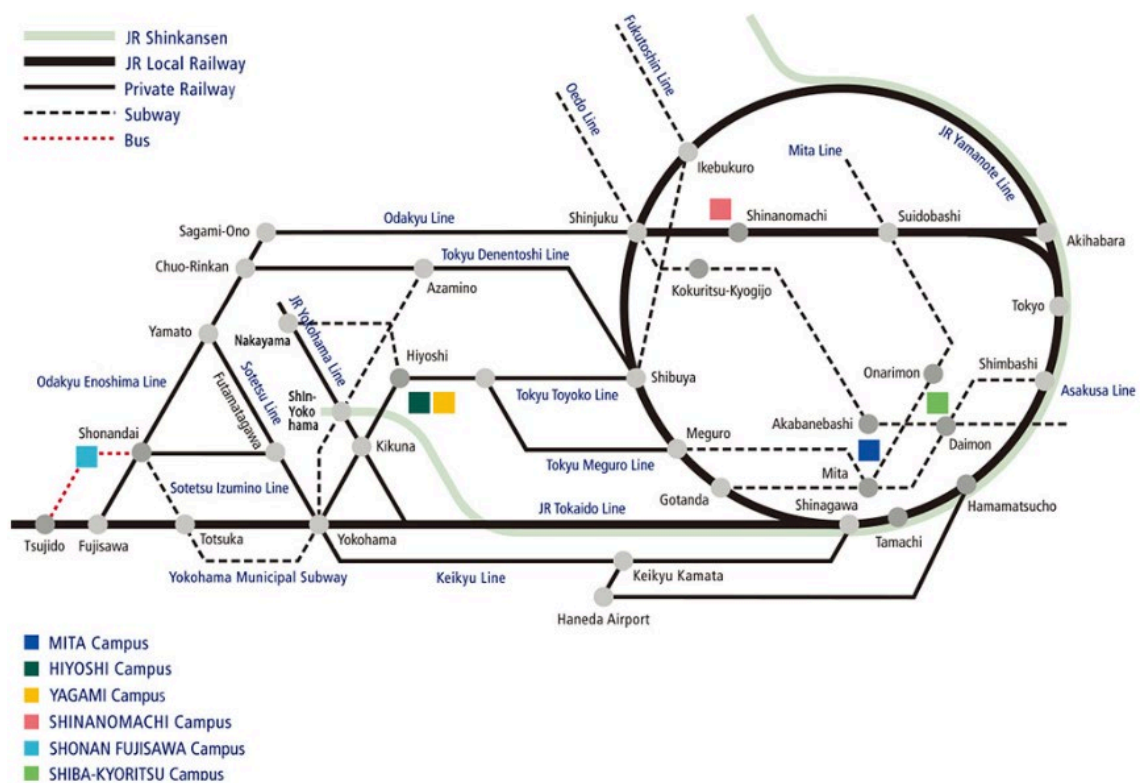 JR Shinkansen
JR Local Railway
Private Railway
Subway
Bus
Fukutoshin Line
Oedo Line
Ikebukuro
Mita Line
JR Yamanote Line
Odakyu Line
Shinjuku
Shinanomachi
Suidobashi
Akihabara
Sagami-Ono
Chuo-Rinkan
Tokyu Denentoshi Line
Azamino
Kokuritsu-Kyogijo
Tokyo
Yamato
Nakayama
JR Yokohama Line
Hiyoshi
Onarimon
Shimbashi
Odakyu Enoshima Line
Sotetsu Line
Futamatagawa
Shin-
Yoko
hama
Tokyu Toyoko Line
Shibuya
Asakusa Line
Shonandai
Kikuna
Meguro
Akabanebashi
Daimon
Tokyu Meguro Line
Mita
Sotetsu Izumino Line
Gotanda
Shinagawa
Hamamatsucho
JR Tokaido Line
Tamachi
Tsujido
Fujisawa
Totsuka
Yokohama
Yokohama Municipal Subway
Keikyu Line
Keikyu Kamata
Haneda Airport
MITA Campus
HIYOSHI Campus
YAGAMI Campus
SHINANOMACHI Campus
SHONAN FUJISAWA Campus
SHIBA-KYORITSU Campus